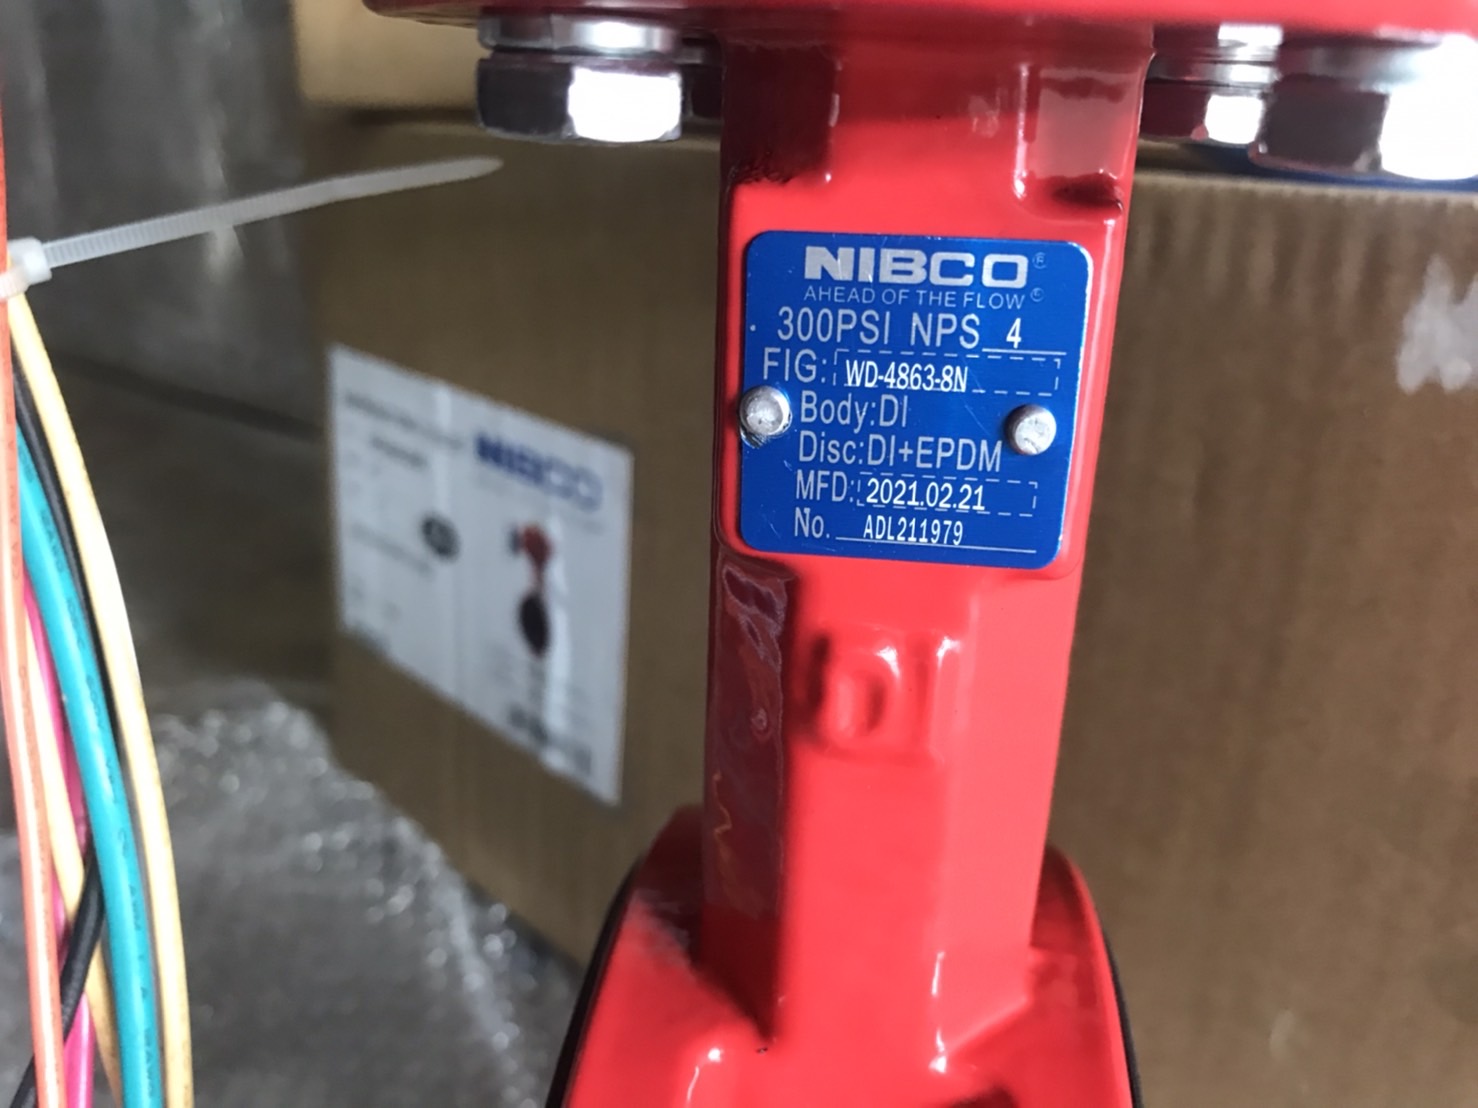 NIBCO®
AHEAD OF THE FLOW®
300PSI NPS 4
FIG: WD-4863-8N
Body:DI
Disc:DI+EPDM
MFD: 2021.02.21
No. ADL211979
NIBCO
DI